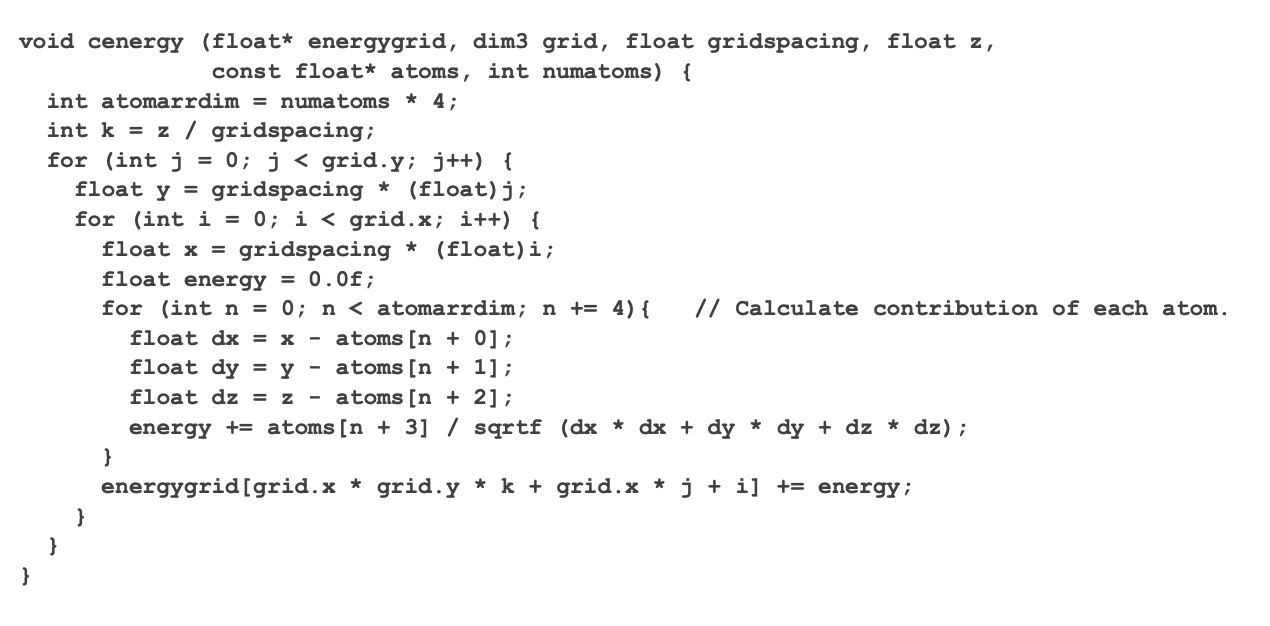 void cenergy (float* energygrid, dim3 grid, float gridspacing, float z,
              const float* atoms, int numatoms) {
  int atomarrdim = numatoms * 4;
  int k = z / gridspacing;
  for (int j = 0; j < grid.y; j++) {
    float y = gridspacing * (float)j;
    for (int i = 0; i < grid.x; i++) {
      float x = gridspacing * (float)i;
      float energy = 0.0f;
      for (int n = 0; n < atomarrdim; n += 4){   // Calculate contribution of each atom.
        float dx = x - atoms[n + 0];
        float dy = y - atoms[n + 1];
        float dz = z - atoms[n + 2];
        energy += atoms[n + 3] / sqrtf (dx * dx + dy * dy + dz * dz);
      }
      energygrid[grid.x * grid.y * k + grid.x * j + i] += energy;
    }
  }
}